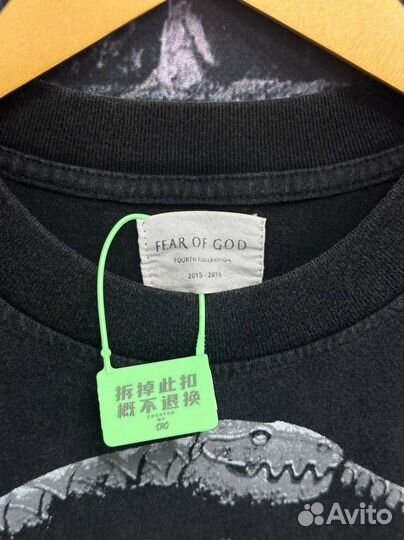 FEAR OF GOD
FOURTH COLLECTION
2015 - 2016
拆掉此扣
概不退换
CREATED
BY
CHO
Avito